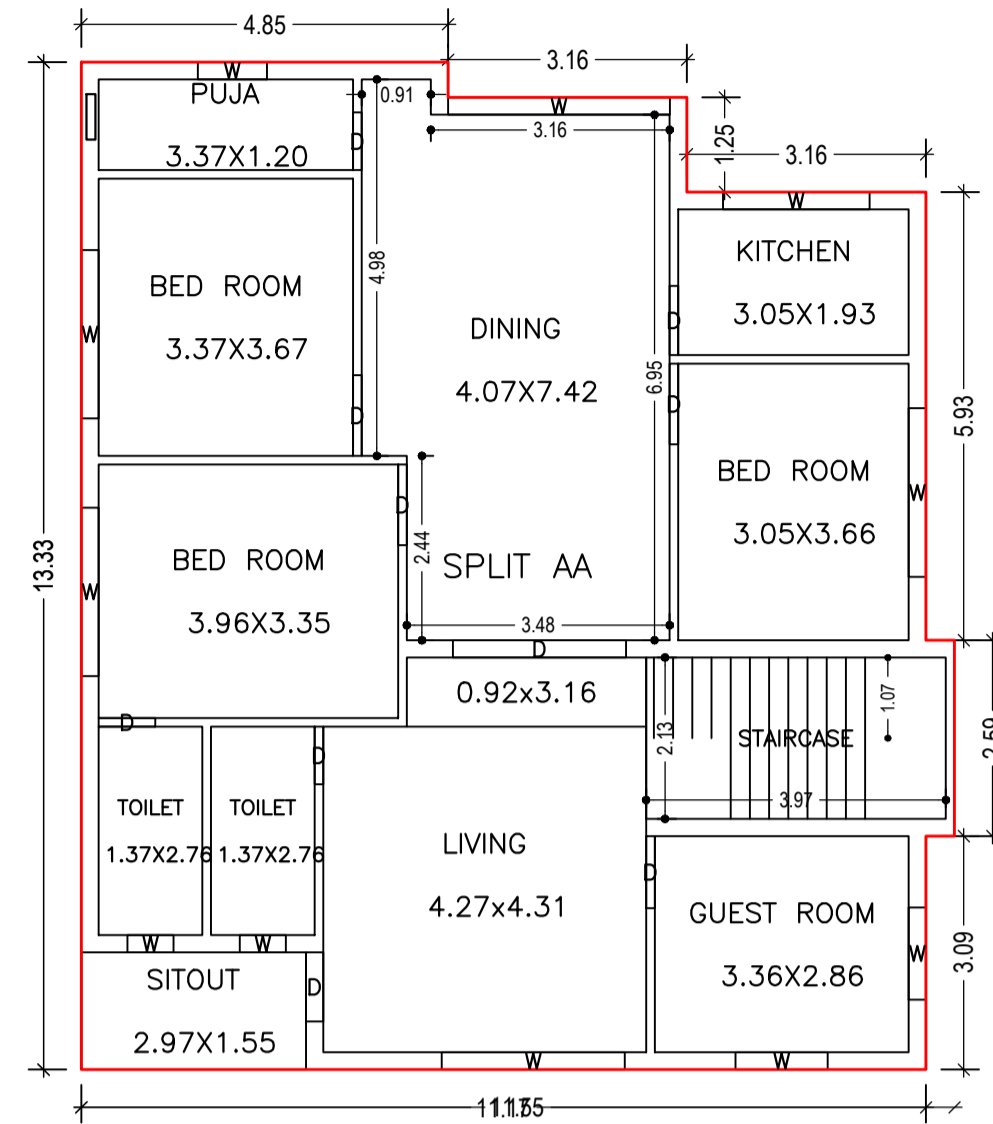 4.85
3.16
W
PUJA
3.37X1.20
D
0.91
W
3.16
1.25
3.16
W
BED ROOM
3.37X3.67
W
D
4.98
DINING
4.07X7.42
6.95
KITCHEN
3.05X1.93
D
D
BED ROOM
3.05X3.66
W
5.93
13.33
BED ROOM
3.96X3.35
W
D
D
2.44
SPLIT AA
3.48
D
0.92x3.16
2.13
STAIRCASE
3.97
1.07
2.59
TOILET
1.37X2.76
W
TOILET
1.37X2.76
W
D
LIVING
4.27x4.31
W
D
GUEST ROOM
3.36X2.86
W
W
3.09
SITOUT
2.97X1.55
D